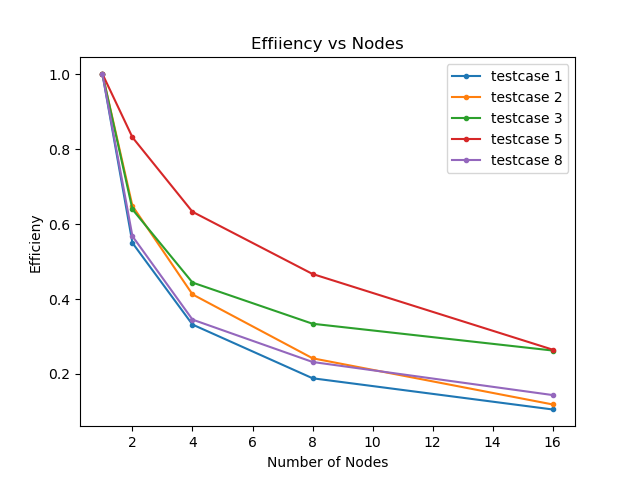 Effiiency vs Nodes
1.0
0.8
0.6
0.4
0.2
Efficieny
testcase 1
testcase 2
testcase 3
testcase 5
testcase 8
2 4 6 8 10 12 14 16
Number of Nodes